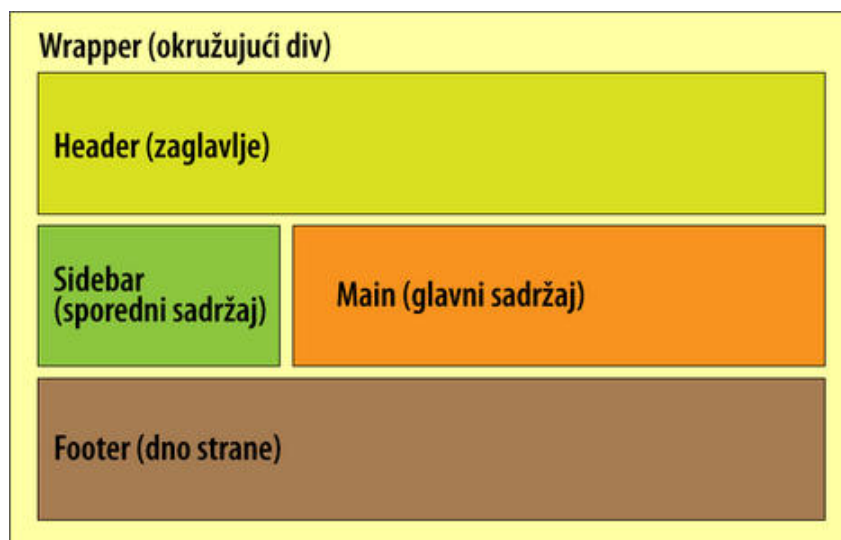 Wrapper (okružujući div)
Header (zaglavlje)
Sidebar
(sporedni sadržaj)
Main (glavni sadržaj)
Footer (dno strane)